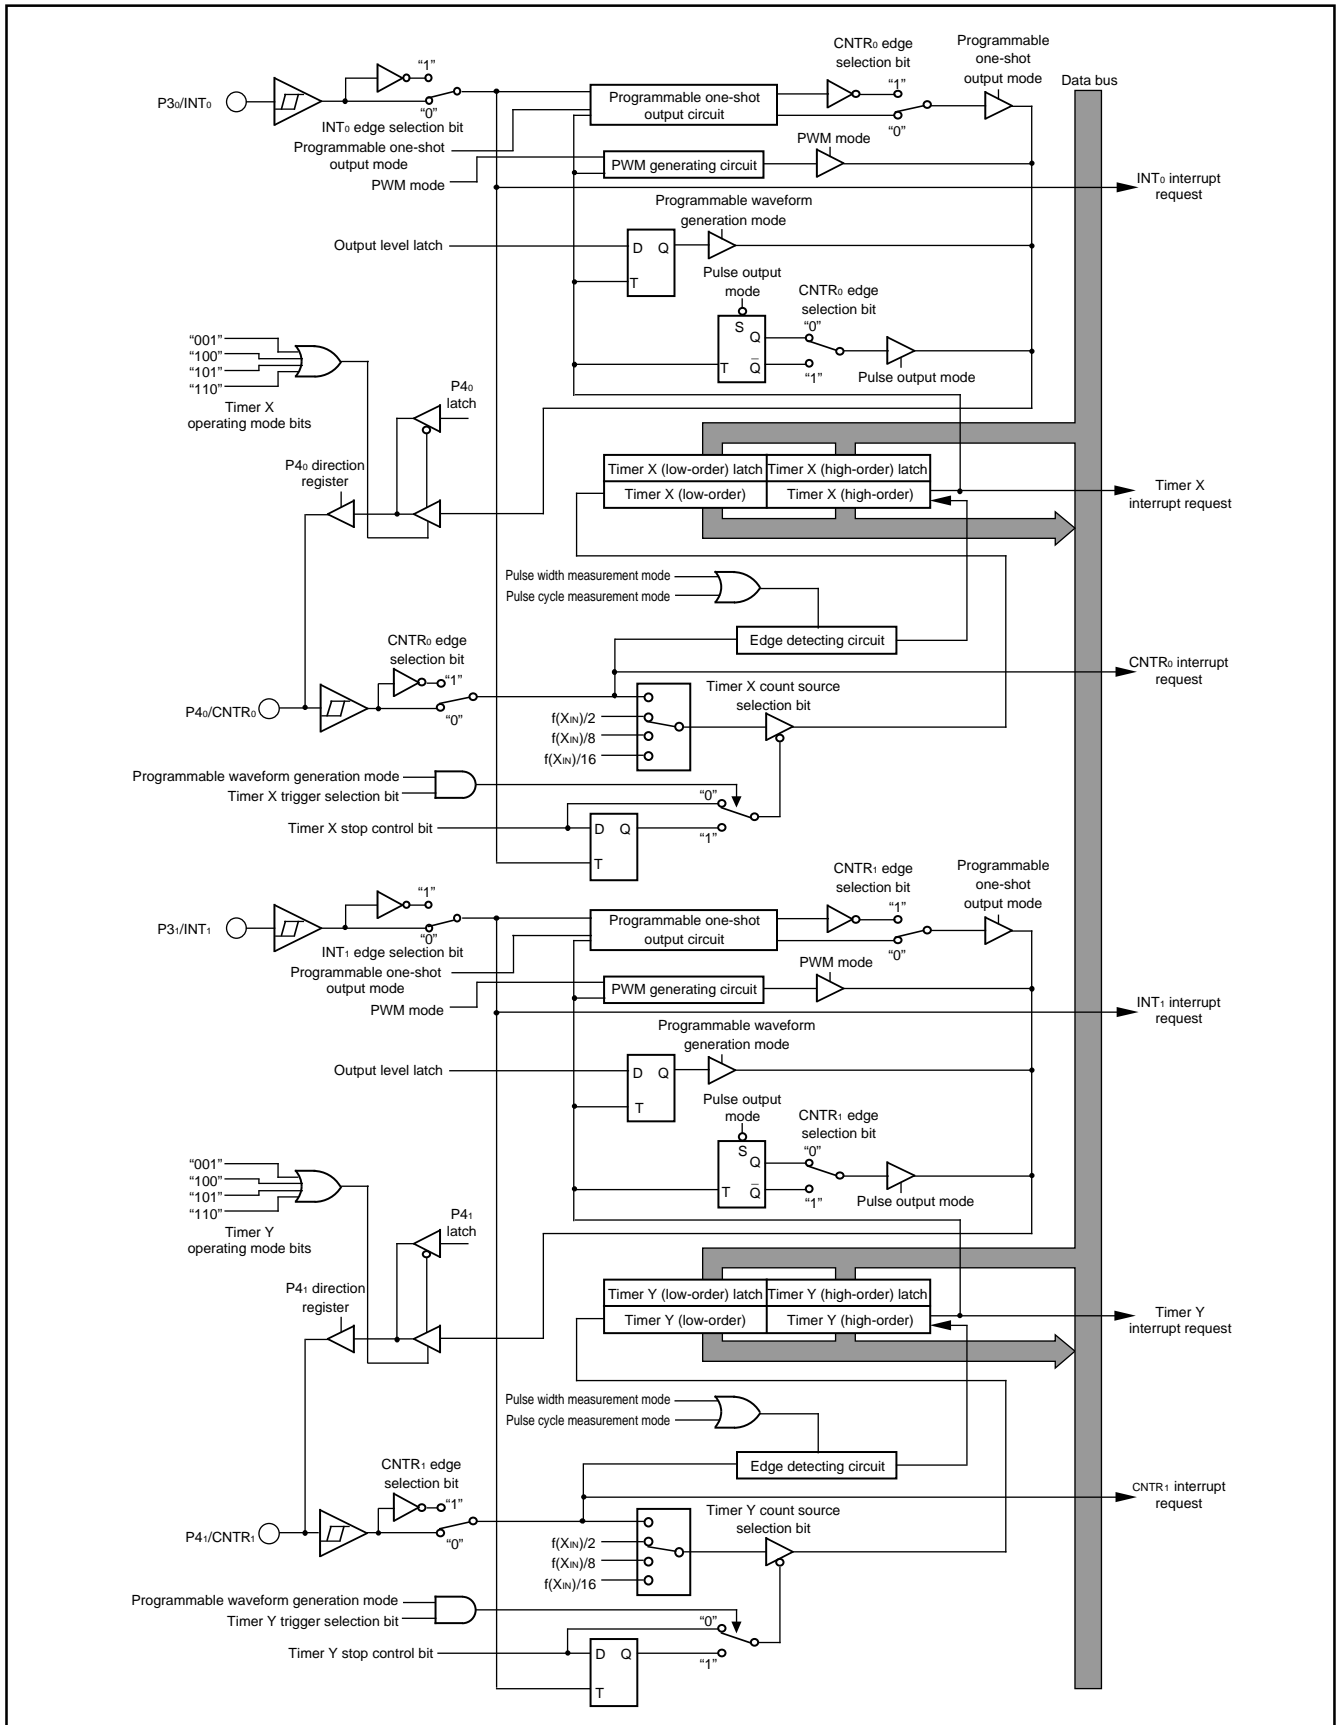 CNTR₀ edge
selection bit
Programmable
one-shot
output mode
Data bus
P3₀/INT₀
“1”
“0”
INT₀ edge selection bit
Programmable one-shot
output mode
PWM mode
Programmable one-shot
output circuit
“1”
“0”
PWM mode
PWM generating circuit
INT₀ interrupt
request
Programmable waveform
generation mode
Output level latch
D Q
T
Pulse output
mode
CNTR₀ edge
selection bit
S
Q
T
Q̅
“0”
“1”
Pulse output mode
“001”
“100”
“101”
“110”
Timer X
operating mode bits
P4₀
latch
P4₀ direction
register
Timer X (low-order) latch
Timer X (high-order) latch
Timer X (low-order)
Timer X (high-order)
Timer X
interrupt request
Pulse width measurement mode
Pulse cycle measurement mode
Edge detecting circuit
CNTR₀ interrupt
request
CNTR₀ edge
selection bit
“1”
P4₀/CNTR₀
“0”
Timer X count source
selection bit
f(XIN)/2
f(XIN)/8
f(XIN)/16
Programmable waveform generation mode
Timer X trigger selection bit
Timer X stop control bit
“0”
“1”
D Q
T
CNTR₁ edge
selection bit
Programmable
one-shot
output mode
P3₁/INT₁
“1”
“0”
INT₁ edge selection bit
Programmable one-shot
output mode
PWM mode
Programmable one-shot
output circuit
“1”
“0”
PWM mode
PWM generating circuit
INT₁ interrupt
request
Programmable waveform
generation mode
Output level latch
D Q
T
Pulse output
mode
CNTR₁ edge
selection bit
S
Q
T
Q̅
“0”
“1”
Pulse output mode
“001”
“100”
“101”
“110”
Timer Y
operating mode bits
P4₁
latch
P4₁ direction
register
Timer Y (low-order) latch
Timer Y (high-order) latch
Timer Y (low-order)
Timer Y (high-order)
Timer Y
interrupt request
Pulse width measurement mode
Pulse cycle measurement mode
Edge detecting circuit
CNTR₁ interrupt
request
CNTR₁ edge
selection bit
“1”
P4₁/CNTR₁
“0”
Timer Y count source
selection bit
f(XIN)/2
f(XIN)/8
f(XIN)/16
Programmable waveform generation mode
Timer Y trigger selection bit
Timer Y stop control bit
“0”
“1”
D Q
T